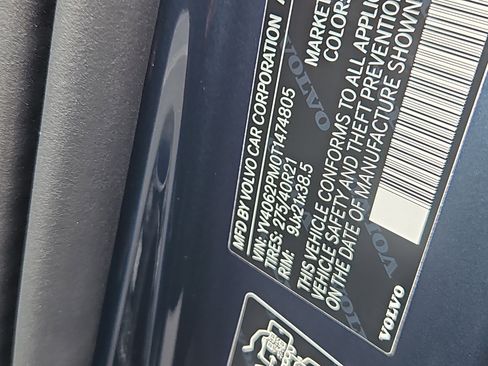 MFD BY VOLVO CAR CORPORATION
VIN: YV4062PM0T1474805
MARKET
TIRES: 275/40R21
COLORS
RIM: 9Jx21x38.5
THIS VEHICLE CONFORMS TO ALL APPLIC
VEHICLE SAFETY AND THEFT PREVENTION
ON THE DATE OF MANUFACTURE SHOWN
VOLVO